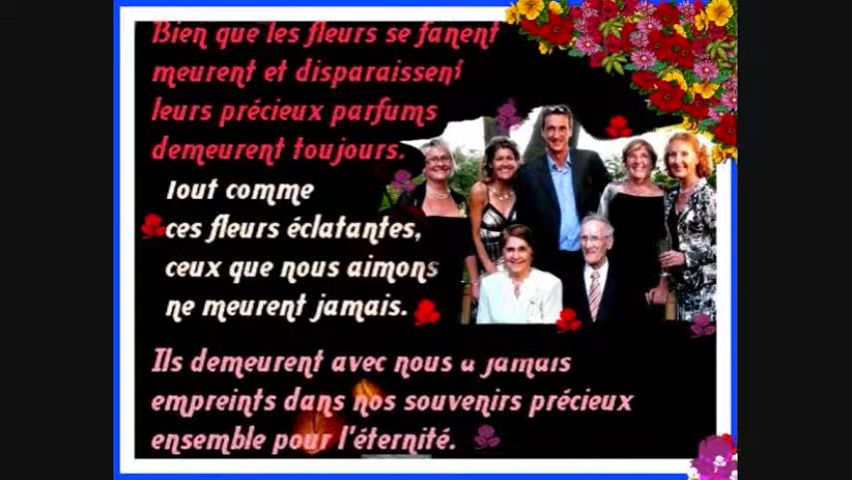 Bien que les fleurs se fanent
meurent et disparaissent
leurs précieux parfums
demeurent toujours.
Tout comme
ces fleurs éclatantes,
ceux que nous aimons
ne meurent jamais.
Ils demeurent avec nous à jamais
empreints dans nos souvenirs précieux
ensemble pour l'éternité.